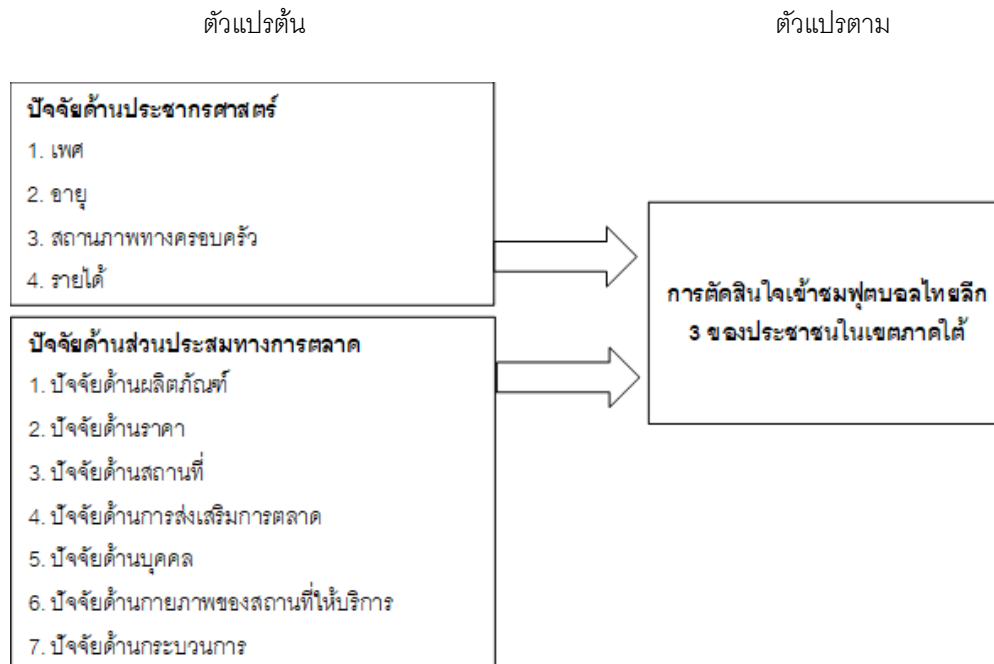 ตัวแปรต้น
ตัวแปรตาม
ปัจจัยด้านประชากรศาสตร์
1. เพศ
2. อายุ
3. สถานภาพทางครอบครัว
4. รายได้
ปัจจัยด้านส่วนประสมทางการตลาด
1. ปัจจัยด้านผลิตภัณฑ์
2. ปัจจัยด้านราคา
3. ปัจจัยด้านสถานที่
4. ปัจจัยด้านการส่งเสริมการตลาด
5. ปัจจัยด้านบุคคล
6. ปัจจัยด้านกายภาพของสถานที่ให้บริการ
7. ปัจจัยด้านกระบวนการ
การตัดสินใจเข้าชมฟุตบอลไทยลีก
3 ของประชาชนในเขตภาคใต้